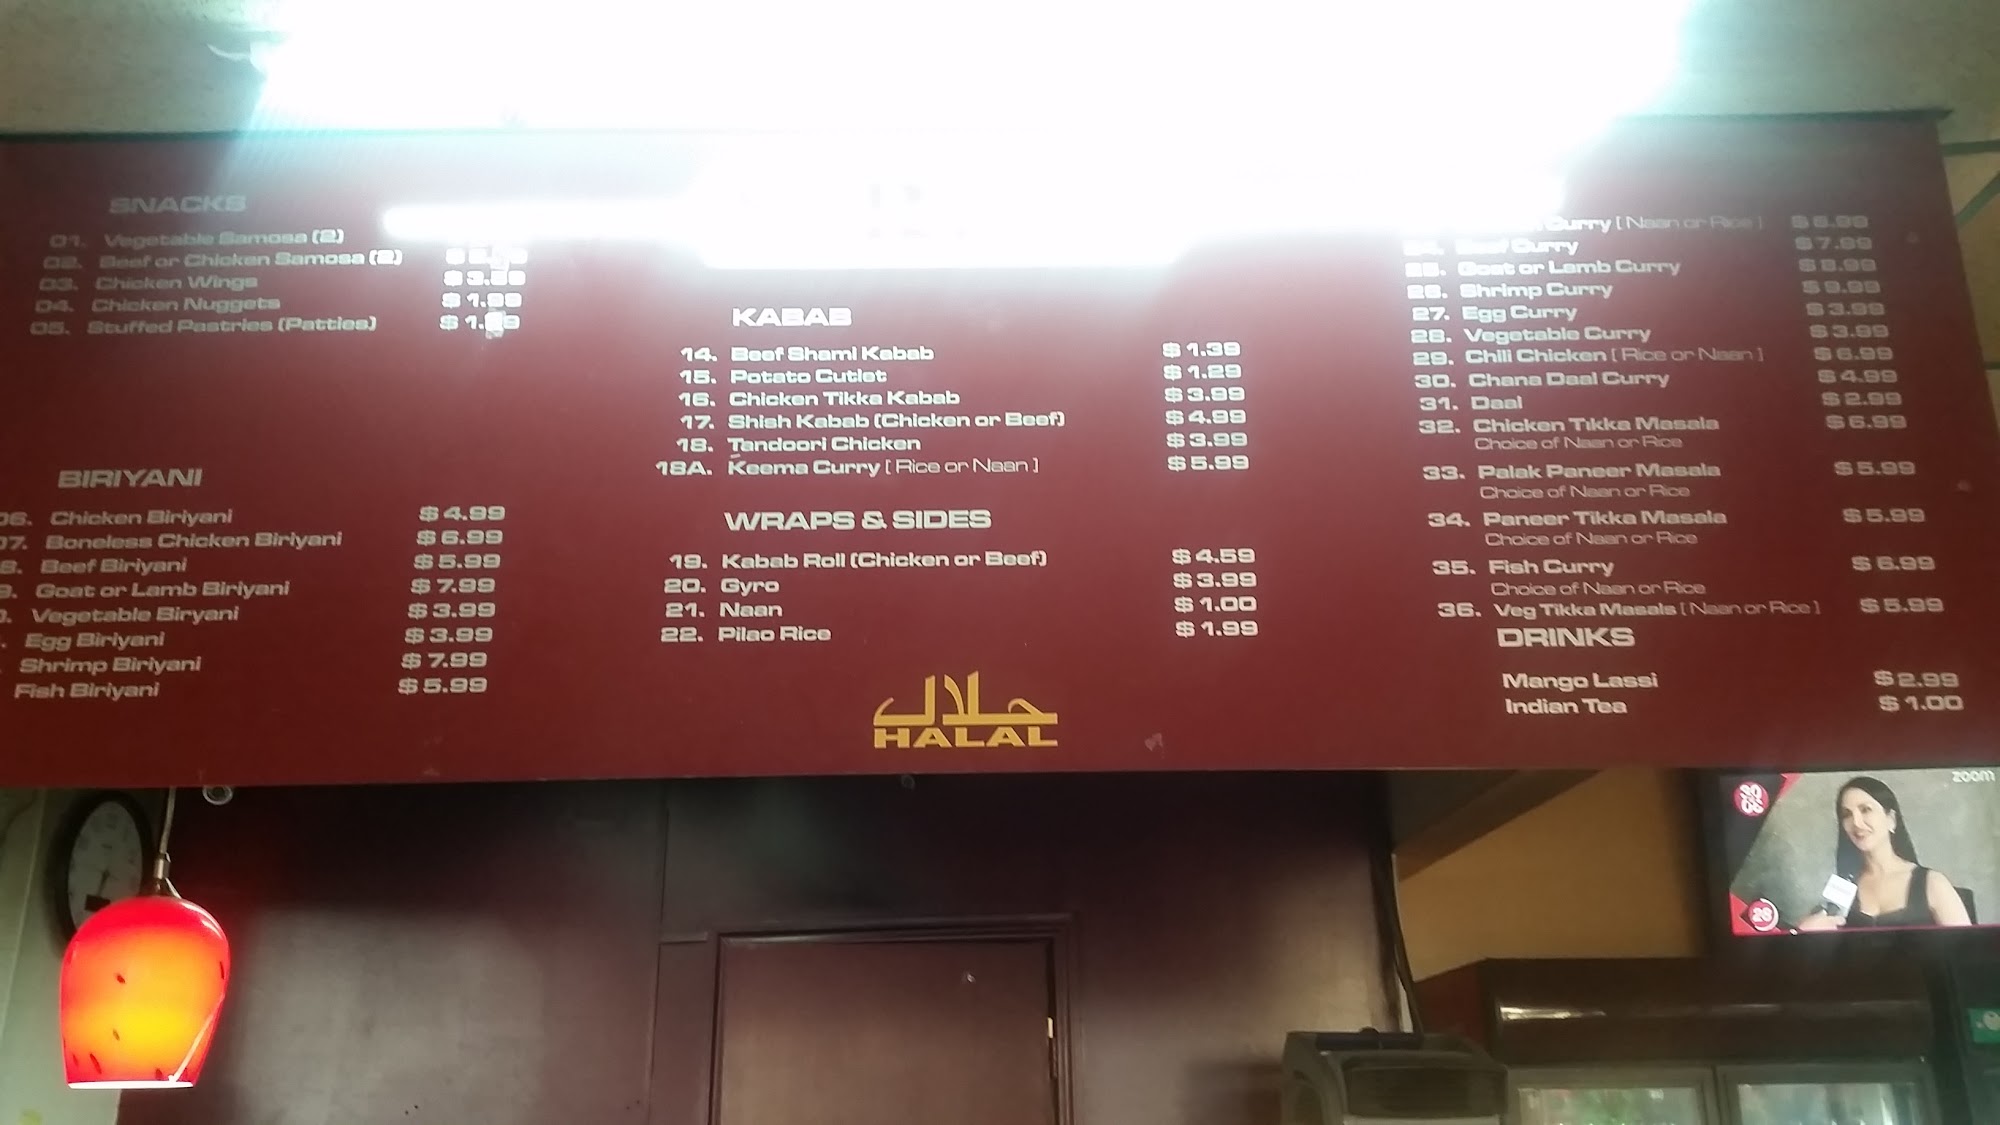 SNACKS
01. Vegetable Samosa (2)
02. Beef or Chicken Samosa (2)
03. Chicken Wings $ 3.99
04. Chicken Nuggets $ 1.99
05. Stuffed Pastries (Patties)
BIRIYANI
06. Chicken Biriyani $ 4.99
07. Boneless Chicken Biriyani $ 6.99
8. Beef Biriyani $ 5.99
9. Goat or Lamb Biriyani $ 7.99
Vegetable Biryani $ 3.99
Egg Biriyani $ 3.99
Shrimp Biriyani $ 7.99
Fish Biriyani $ 5.99
KABAB
14. Beef Shami Kabab $ 1.39
15. Potato Cutlet $ 1.29
16. Chicken Tikka Kabab $ 3.99
17. Shish Kabab (Chicken or Beef) $ 4.99
18. Tandoori Chicken $ 3.99
18A. Keema Curry [ Rice or Naan ] $ 5.99
WRAPS & SIDES
19. Kabab Roll (Chicken or Beef) $ 4.59
20. Gyro $ 3.99
21. Naan $ 1.00
22. Pilao Rice $ 1.99
حلال
HALAL
Curry [ Naan or Rice ] $ 6.99
24. Beef Curry $ 7.99
25. Goat or Lamb Curry $ 8.99
26. Shrimp Curry $ 9.99
27. Egg Curry $ 3.99
28. Vegetable Curry $ 3.99
29. Chili Chicken [ Rice or Naan ] $ 6.99
30. Chana Daal Curry $ 4.99
31. Daal $ 2.99
32. Chicken Tikka Masala $ 6.99
Choice of Naan or Rice
33. Palak Paneer Masala $ 5.99
Choice of Naan or Rice
34. Paneer Tikka Masala $ 5.99
Choice of Naan or Rice
35. Fish Curry $ 6.99
Choice of Naan or Rice
36. Veg Tikka Masals [ Naan or Rice ] $ 5.99
DRINKS
Mango Lassi $ 2.99
Indian Tea $ 1.00
zoom
26